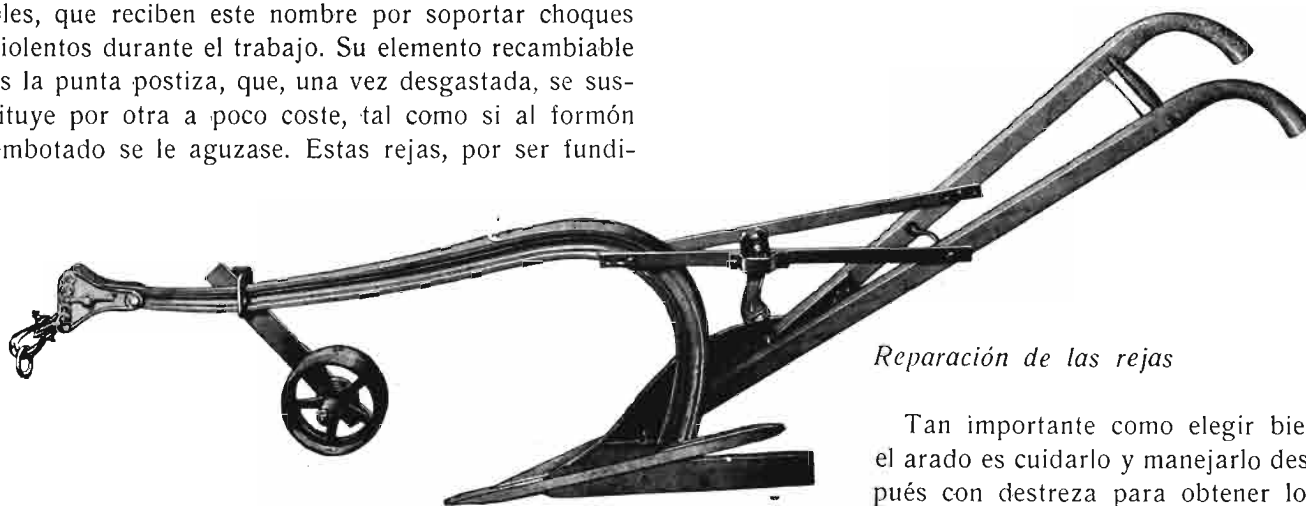 eles, que reciben este nombre por soportar choques
iolentos durante el trabajo. Su elemento recambiable
s la punta postiza, que, una vez desgastada, se sus-
ituye por otra a poco coste, tal como si al formón
mbotado se le aguzase. Estas rejas, por ser fundi-
Reparación de las rejas
Tan importante como elegir bie
el arado es cuidarlo y manejarlo des
pués con destreza para obtener lo